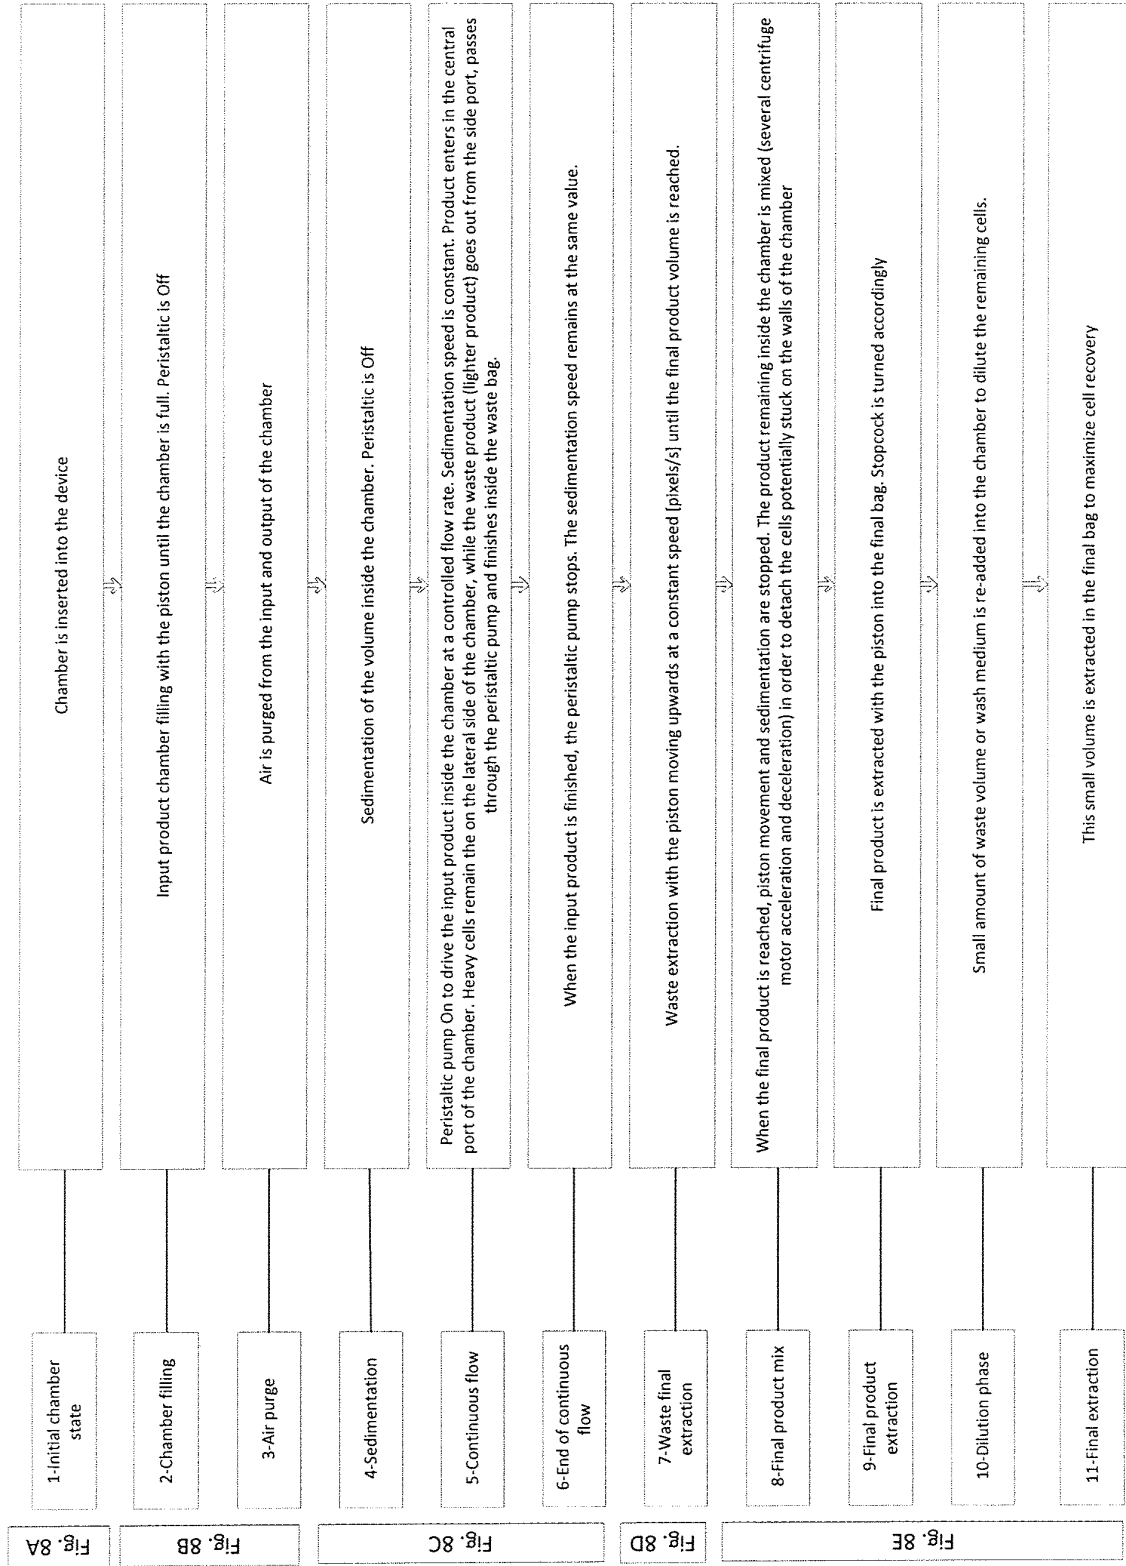 Fig. 8A
1-Initial chamber
state
Chamber is inserted into the device
Fig. 8B
2-Chamber filling
Input product chamber filling with the piston until the chamber is full. Peristaltic is Off
3-Air purge
Air is purged from the input and output of the chamber
Fig. 8C
4-Sedimentation
Sedimentation of the volume inside the chamber. Peristaltic is Off
5-Continuous flow
Peristaltic pump On to drive the input product inside the chamber at a controlled flow rate. Sedimentation speed is constant. Product enters in the central
port of the chamber. Heavy cells remain the on the lateral side of the chamber, while the waste product (lighter product) goes out from the side port, passes
through the peristaltic pump and finishes inside the waste bag.
6-End of continuous
flow
When the input product is finished, the peristaltic pump stops. The sedimentation speed remains at the same value.
Fig. 8D
7-Waste final
extraction
Waste extraction with the piston moving upwards at a constant speed [pixels/s] until the final product volume is reached.
Fig. 8E
8-Final product mix
When the final product is reached, piston movement and sedimentation are stopped. The product remaining inside the chamber is mixed (several centrifuge
motor acceleration and deceleration) in order to detach the cells potentially stuck on the walls of the chamber
9-Final product
extraction
Final product is extracted with the piston into the final bag. Stopcock is turned accordingly
10-Dilution phase
Small amount of waste volume or wash medium is re-added into the chamber to dilute the remaining cells.
11-Final extraction
This small volume is extracted in the final bag to maximize cell recovery